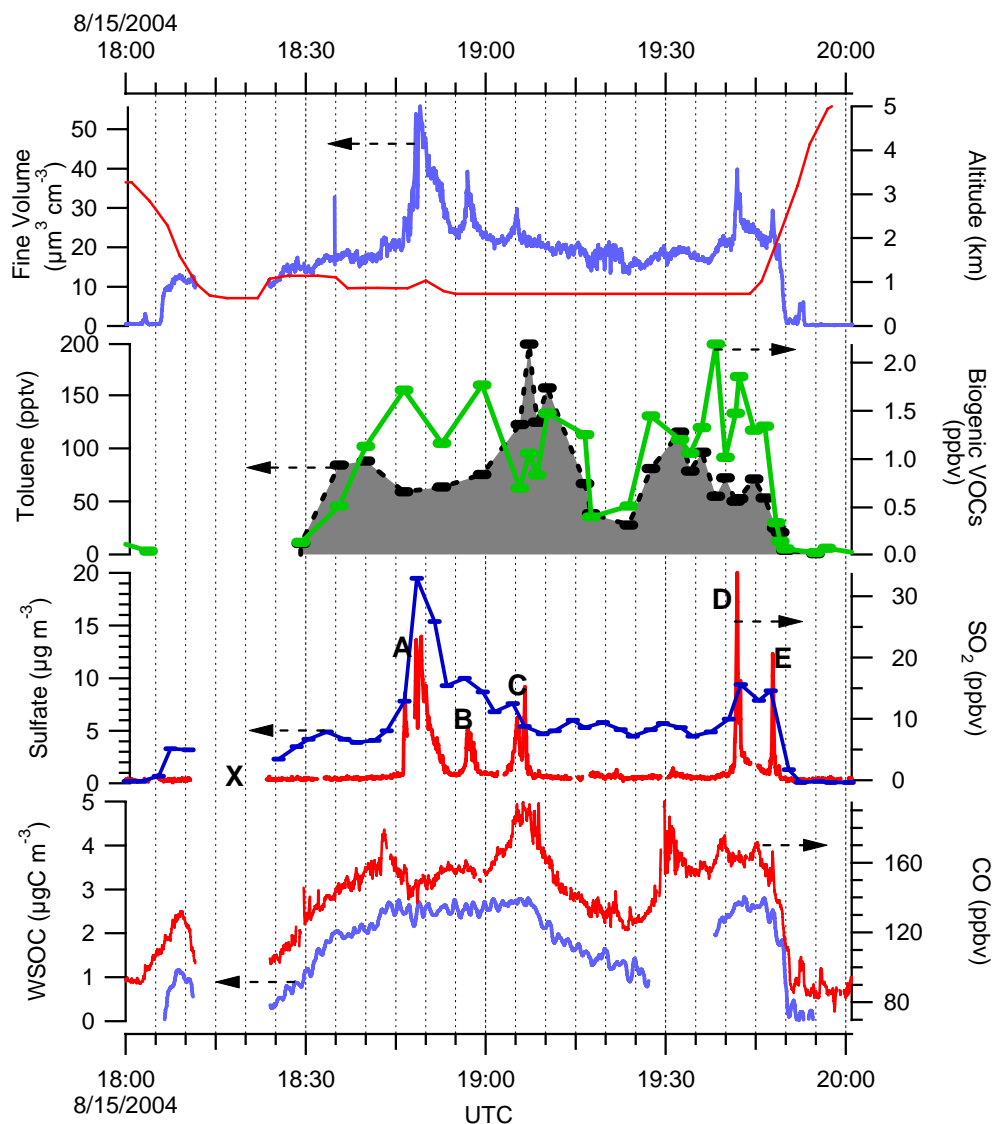 8/15/2004
18:00 18:30 19:00 19:30 20:00
Fine Volume
(µm³ cm⁻³)
50
40
30
20
10
0
5
4
3
2
1
0
Altitude (km)
Toluene (pptv)
200
150
100
50
0
2.0
1.5
1.0
0.5
0.0
Biogenic VOCs
(ppbv)
Sulfate (µg m⁻³)
20
15
10
5
0
A
B
C
D
E
X
30
20
10
0
SO₂ (ppbv)
WSOC (µgC m⁻³)
5
4
3
2
1
0
160
120
80
CO (ppbv)
18:00 18:30 19:00 19:30 20:00
8/15/2004
UTC